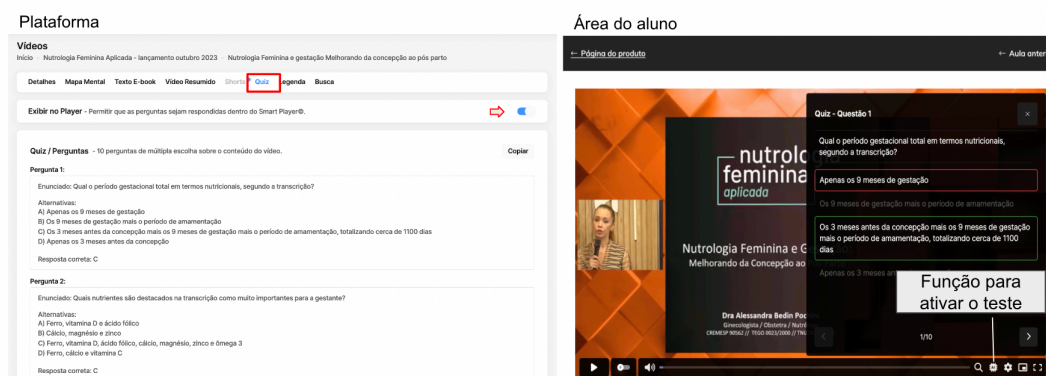 Plataforma
Vídeos
Início Nutrologia Feminina Aplicada - lançamento outubro 2023 Nutrologia Feminina e gestação Melhorando da concepção ao pós parto
Detalhes Mapa Mental Texto E-book Vídeo Resumido Shorts Quiz Legenda Busca
Exibir no Player - Permitir que as perguntas sejam respondidas dentro do Smart Player®.
Quiz / Perguntas - 10 perguntas de múltipla escolha sobre o conteúdo do vídeo.
Copiar
Pergunta 1:
Enunciado: Qual o período gestacional total em termos nutricionais, segundo a transcrição?
Alternativas:
A) Apenas os 9 meses de gestação
B) Os 9 meses de gestação mais o período de amamentação
C) Os 3 meses antes da concepção mais os 9 meses de gestação mais o período de amamentação, totalizando cerca de 1100 dias
D) Apenas os 3 meses antes da concepção
Resposta correta: C
Pergunta 2:
Enunciado: Quais nutrientes são destacados na transcrição como muito importantes para a gestante?
Alternativas:
A) Ferro, vitamina D e ácido fólico
B) Cálcio, magnésio e zinco
C) Ferro, vitamina D, ácido fólico, cálcio, magnésio, zinco e ômega 3
D) Ferro, cálcio e vitamina C
Resposta correta: C
Área do aluno
← Página do produto
← Aula anter
nutrologia
feminina
aplicada
Nutrologia Feminina e G
Melhorando da Concepção ao
Dra Alessandra Bedin
Ginecologista / Obstetra /
CREMESP 90562 // TEGO 0023/2000 //
Quiz - Questão 1
×
Qual o período gestacional total em termos nutricionais,
segundo a transcrição?
Apenas os 9 meses de gestação
Os 9 meses de gestação mais o período de amamentação
Os 3 meses antes da concepção mais os 9 meses de gestação
mais o período de amamentação, totalizando cerca de 1100
dias
Apenas os 3 meses
Função para
ativar o teste
1/10